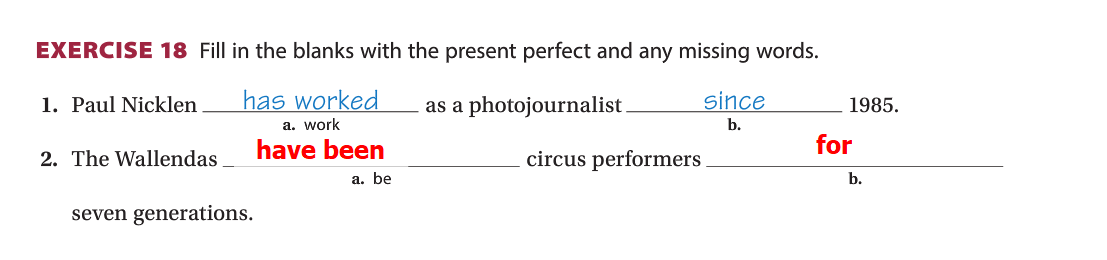 EXERCISE 18 Fill in the blanks with the present perfect and any missing words.
1. Paul Nicklen has worked as a photojournalist since 1985.
a. work b.
2. The Wallendas have been circus performers for
a. be b.
seven generations.